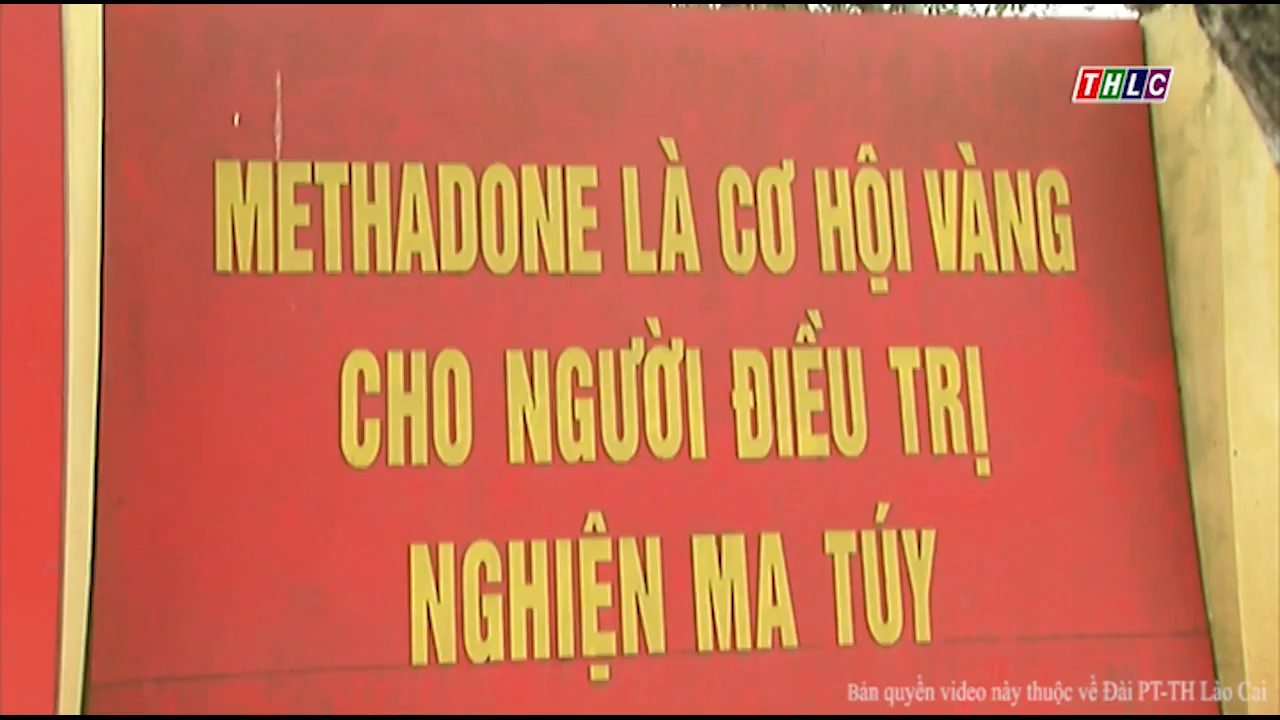 THLC
METHADONE LÀ CƠ HỘI VÀNG
CHO NGƯỜI ĐIỀU TRỊ
NGHIỆN MA TÚY
Bản quyền video này thuộc về Đài PT-TH Lào Cai